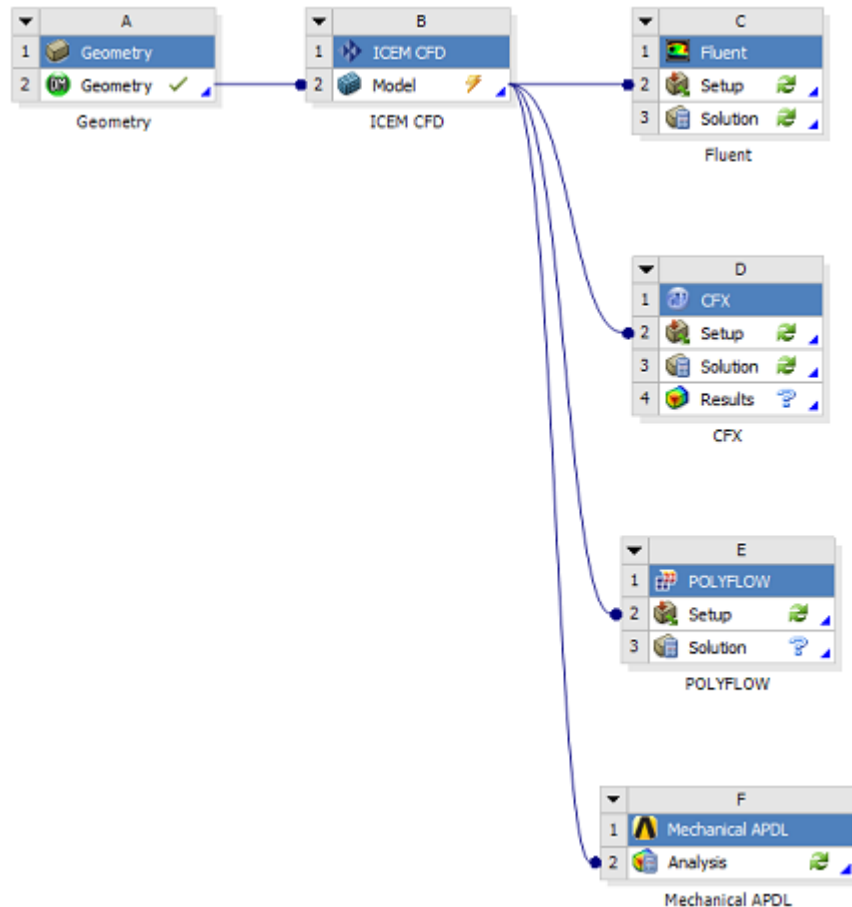 A
1 Geometry
2 DM Geometry
Geometry
B
1 ICEM CFD
2 Model
ICEM CFD
C
1 Fluent
2 Setup
3 Solution
Fluent
D
1 CFX
2 Setup
3 Solution
4 Results
CFX
E
1 POLYFLOW
2 Setup
3 Solution
POLYFLOW
F
1 Mechanical APDL
2 Analysis
Mechanical APDL